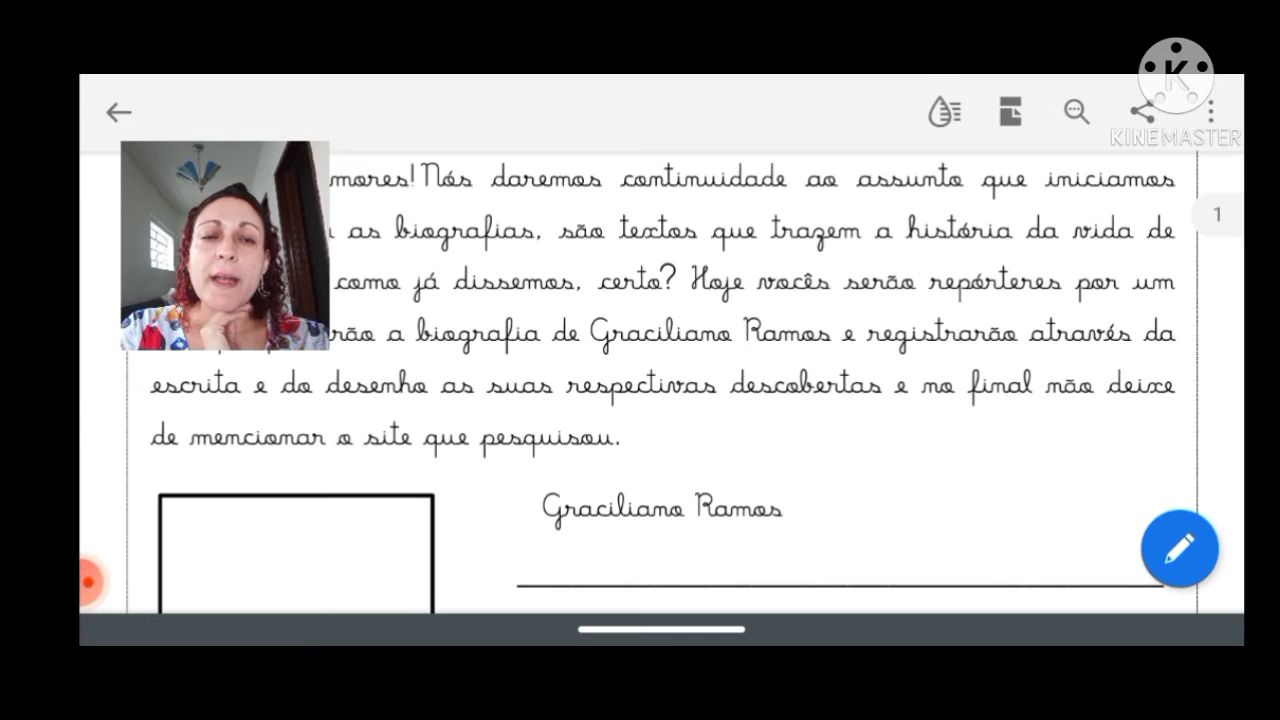 KINEMASTER
1
mores! Nós daremos continuidade ao assunto que iniciamos
as biografias, são textos que trazem a história da vida de
como já dissemos, certo? Hoje vocês serão repórteres por um
rão a biografia de Graciliano Ramos e registrarão através da
escrita e do desenho as suas respectivas descobertas e no final não deixe
de mencionar o site que pesquisou.
Graciliano Ramos